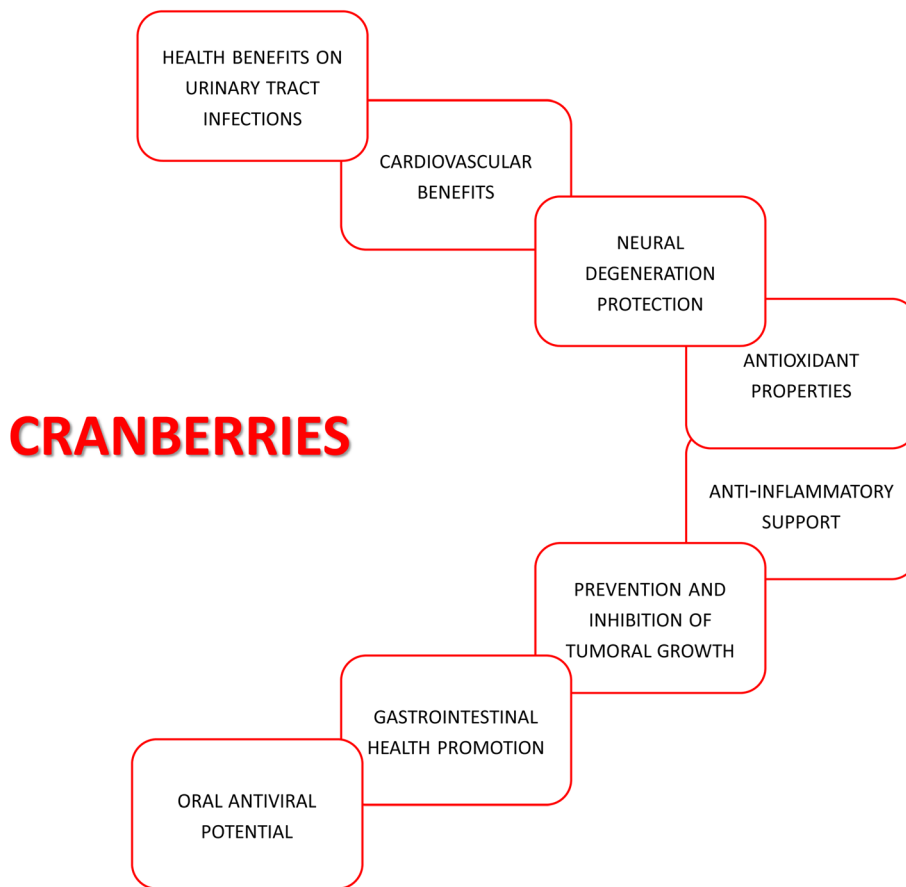 HEALTH BENEFITS ON
URINARY TRACT
INFECTIONS
CARDIOVASCULAR
BENEFITS
NEURAL
DEGENERATION
PROTECTION
ANTIOXIDANT
PROPERTIES
CRANBERRIES
ANTI-INFLAMMATORY
SUPPORT
PREVENTION AND
INHIBITION OF
TUMORAL GROWTH
GASTROINTESTINAL
HEALTH PROMOTION
ORAL ANTIVIRAL
POTENTIAL